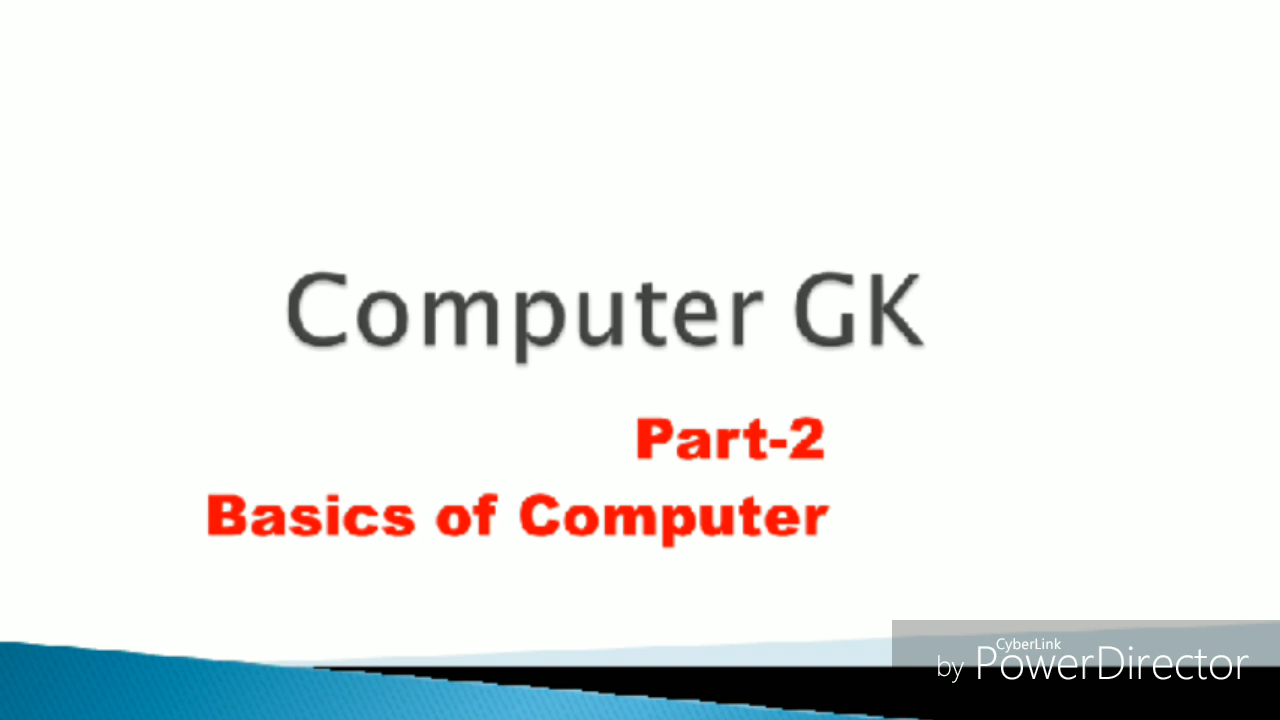 Computer GK
Part-2
Basics of Computer
CyberLink
by PowerDirector